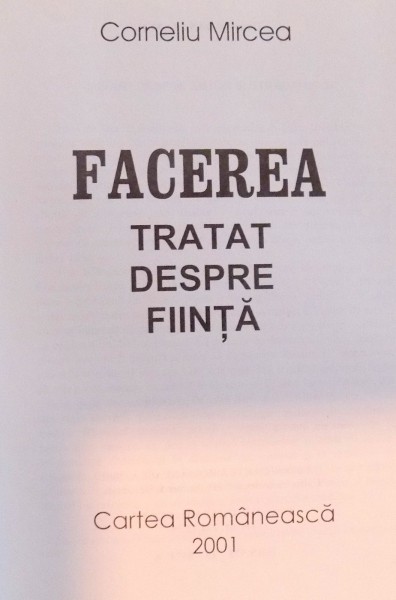 Corneliu Mircea
FACEREA
TRATAT
DESPRE
FIINȚĂ
Cartea Românească
2001